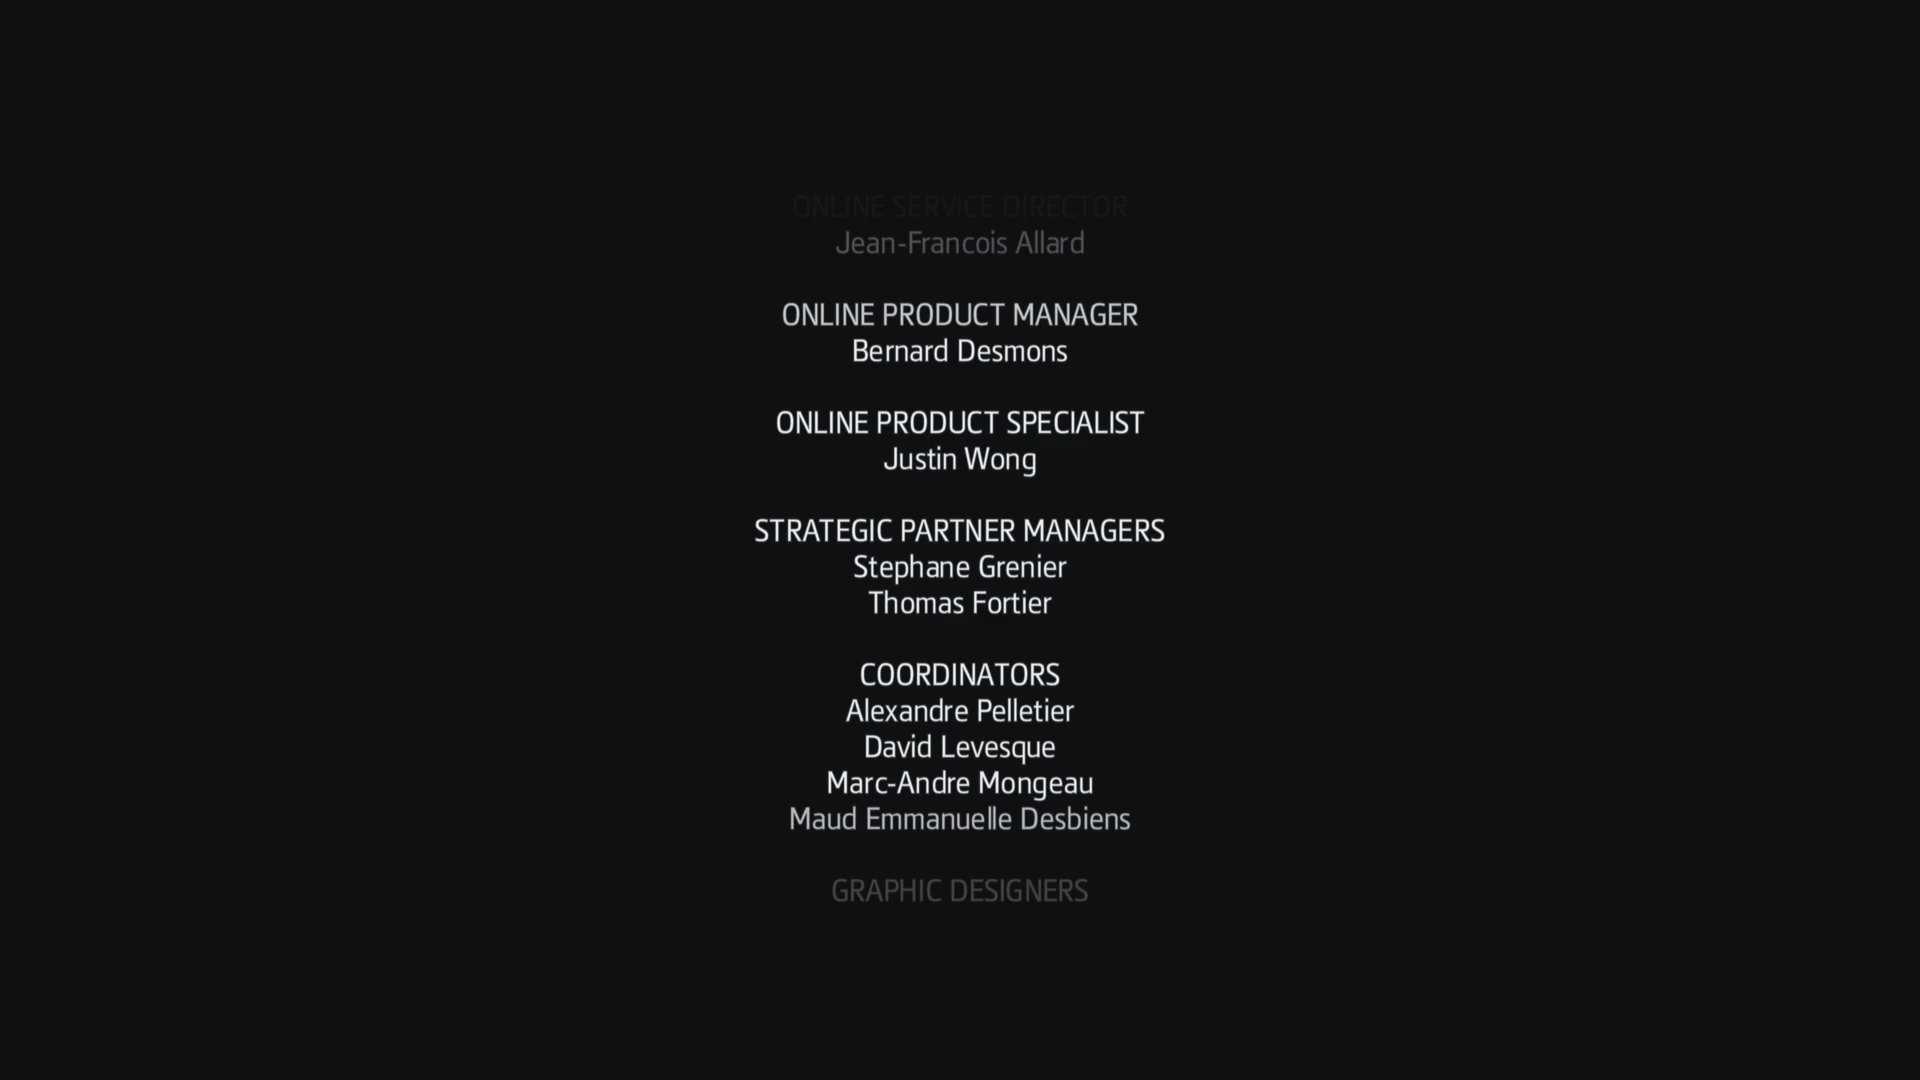 ONLINE SERVICE DIRECTOR
Jean-Francois Allard
ONLINE PRODUCT MANAGER
Bernard Desmons
ONLINE PRODUCT SPECIALIST
Justin Wong
STRATEGIC PARTNER MANAGERS
Stephane Grenier
Thomas Fortier
COORDINATORS
Alexandre Pelletier
David Levesque
Marc-Andre Mongeau
Maud Emmanuelle Desbiens
GRAPHIC DESIGNERS